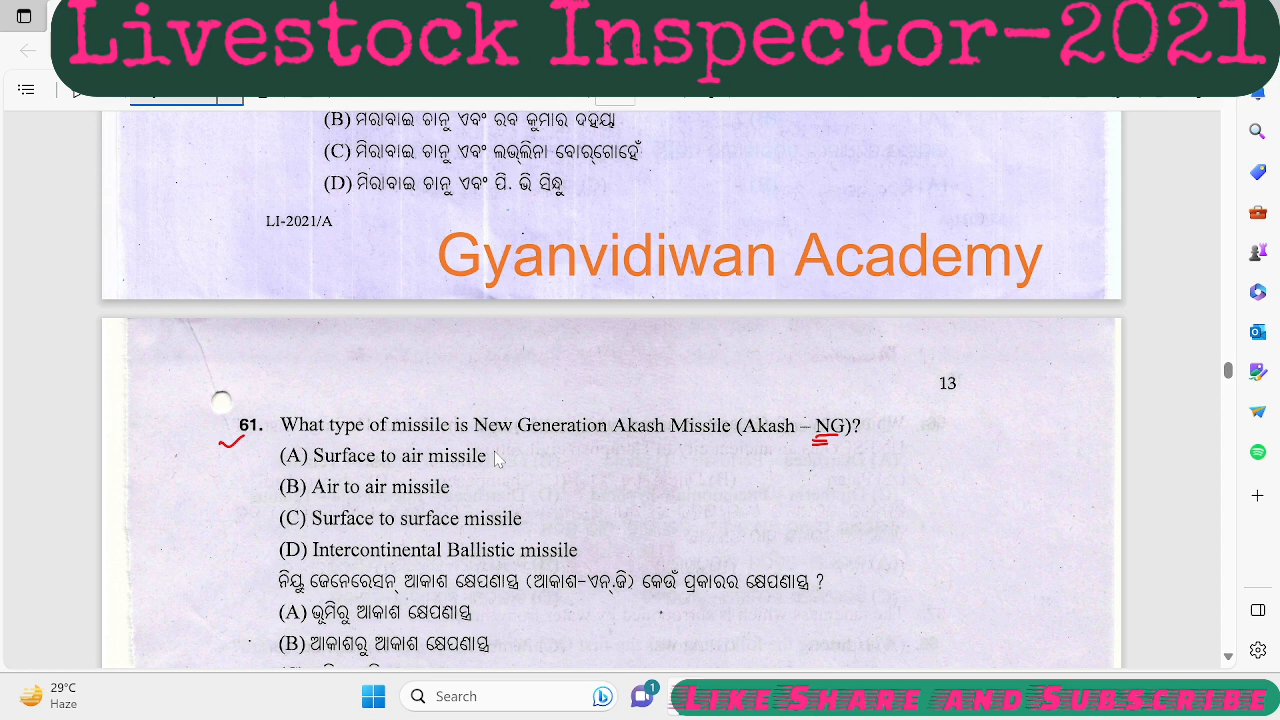 Livestock Inspector-2021
(B) ମିରାବାଇ ଚାନୁ ଏବଂ ରବି କୁମାର ଦହିୟା
(C) ମିରାବାଇ ଚାନୁ ଏବଂ ଲଭ୍‌ଲିନା ବୋର୍‌ଗୋହେଁ
(D) ମିରାବାଇ ଚାନୁ ଏବଂ ପି. ଭି ସିନ୍ଧୁ
LI-2021/A
Gyanvidiwan Academy
13
61. What type of missile is New Generation Akash Missile (Akash – NG)?
(A) Surface to air missile
(B) Air to air missile
(C) Surface to surface missile
(D) Intercontinental Ballistic missile
ନିୟୁ ଜେନେରେସନ୍ ଆକାଶ କ୍ଷେପଣାସ୍ତ୍ର (ଆକାଶ-ଏନ୍.ଜି) କେଉଁ ପ୍ରକାରର କ୍ଷେପଣାସ୍ତ୍ର ?
(A) ଭୂମିରୁ ଆକାଶ କ୍ଷେପଣାସ୍ତ୍ର
(B) ଆକାଶରୁ ଆକାଶ କ୍ଷେପଣାସ୍ତ୍ର
29°C
Haze
Search
1
Like Share and Subscribe